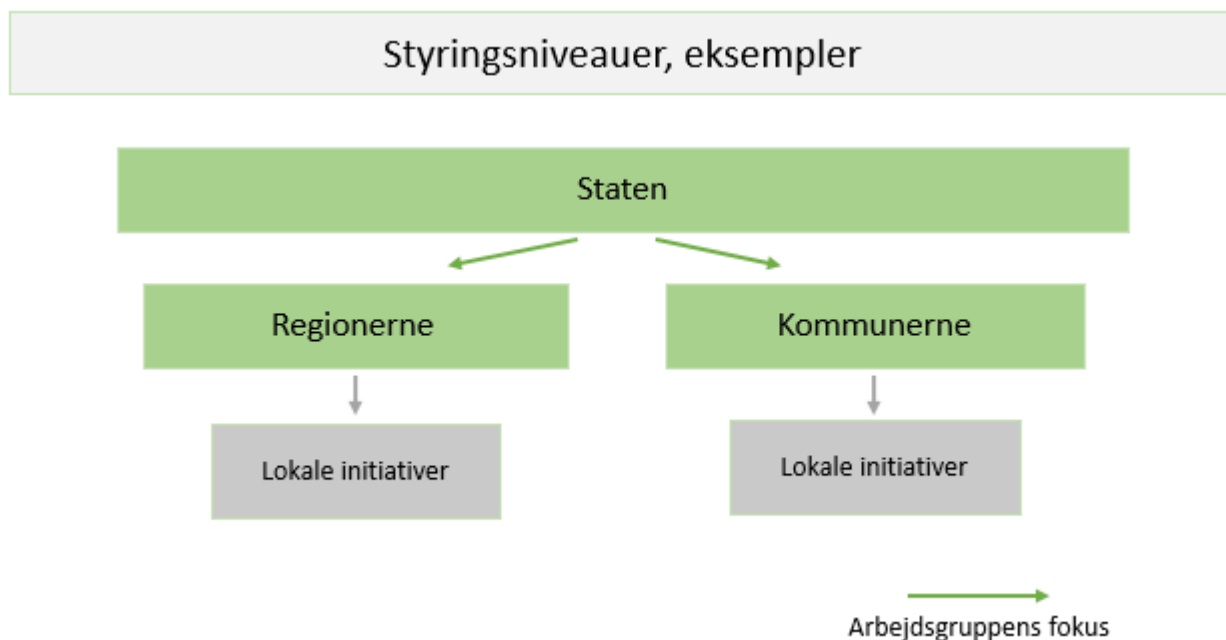 Styringsniveauer, eksempler
Staten
Regionerne
Kommunerne
Lokale initiativer
Lokale initiativer
Arbejdsgruppens fokus